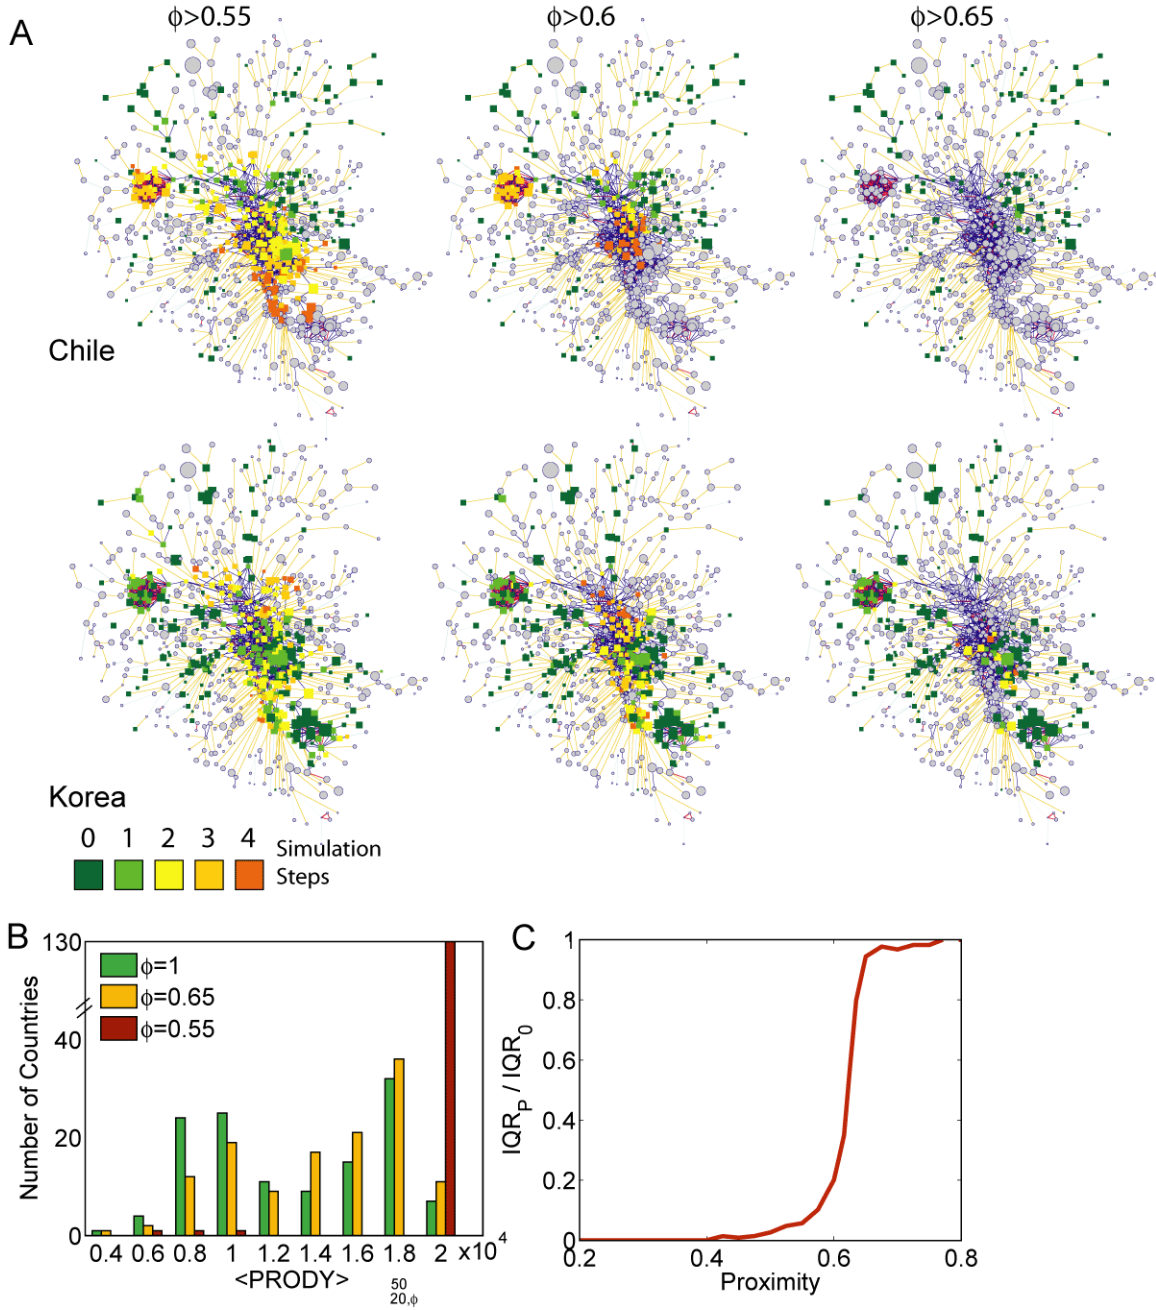 A
ϕ>0.55 ϕ>0.6 ϕ>0.65
Chile
Korea
0 1 2 3 4 Simulation
Steps
B
130
40
20
0
Number of Countries
ϕ=1
ϕ=0.65
ϕ=0.55
0.4 0.6 0.8 1 1.2 1.4 1.6 1.8 2 x10^4
<PRODY> 50
20,ϕ
C
1
0.8
0.6
0.4
0.2
0
IQR_P / IQR_0
0.2 0.4 0.6 0.8
Proximity